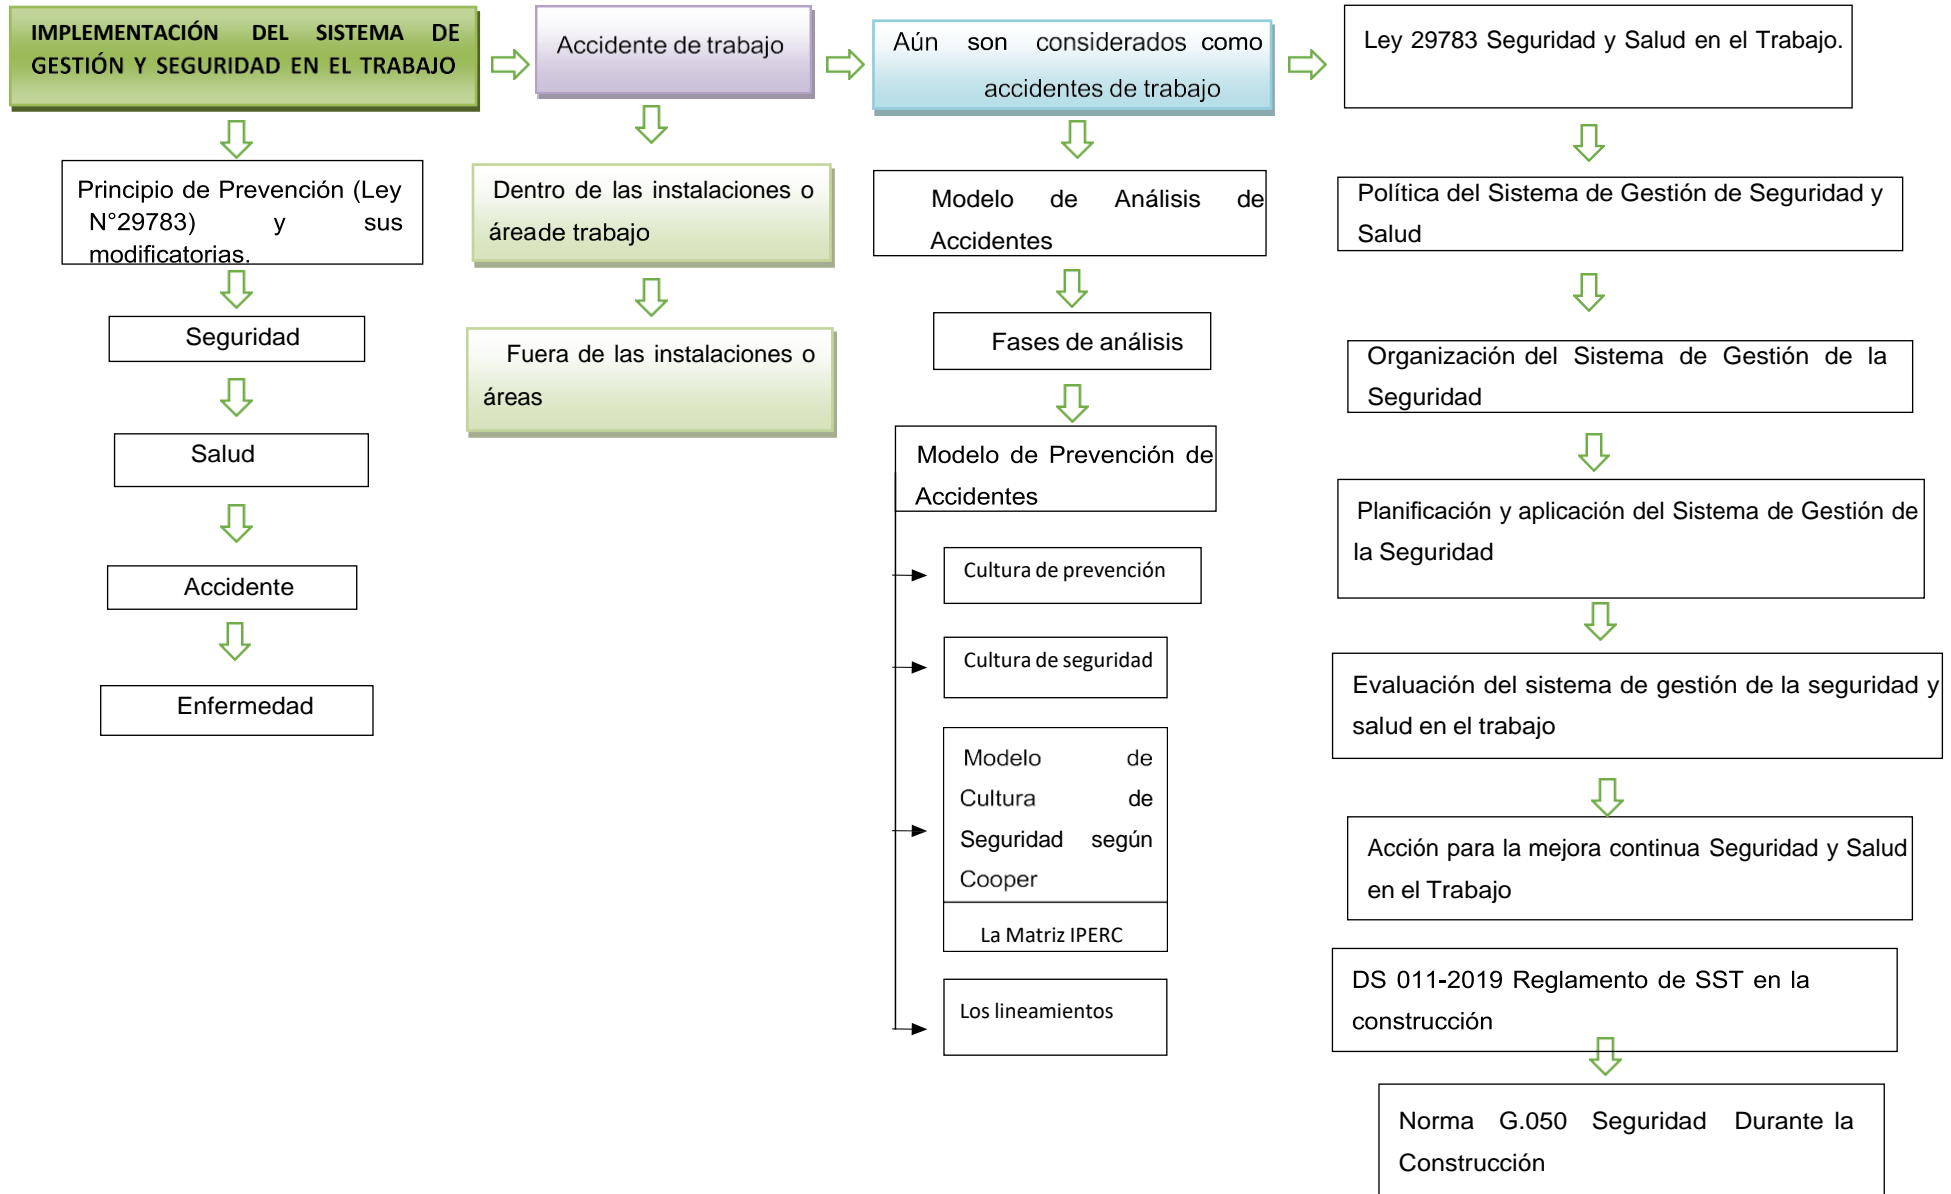 IMPLEMENTACIÓN DEL SISTEMA DE
GESTIÓN Y SEGURIDAD EN EL TRABAJO
Principio de Prevención (Ley
N°29783) y sus
modificatorias.
Seguridad
Salud
Accidente
Enfermedad
Accidente de trabajo
Dentro de las instalaciones o
áreade trabajo
Fuera de las instalaciones o
áreas
Aún son considerados como
accidentes de trabajo
Modelo de Análisis de
Accidentes
Fases de análisis
Modelo de Prevención de
Accidentes
Cultura de prevención
Cultura de seguridad
Modelo de
Cultura de
Seguridad según
Cooper
La Matriz IPERC
Los lineamientos
Ley 29783 Seguridad y Salud en el Trabajo.
Política del Sistema de Gestión de Seguridad y
Salud
Organización del Sistema de Gestión de la
Seguridad
Planificación y aplicación del Sistema de Gestión de
la Seguridad
Evaluación del sistema de gestión de la seguridad y
salud en el trabajo
Acción para la mejora continua Seguridad y Salud
en el Trabajo
DS 011-2019 Reglamento de SST en la
construcción
Norma G.050 Seguridad Durante la
Construcción